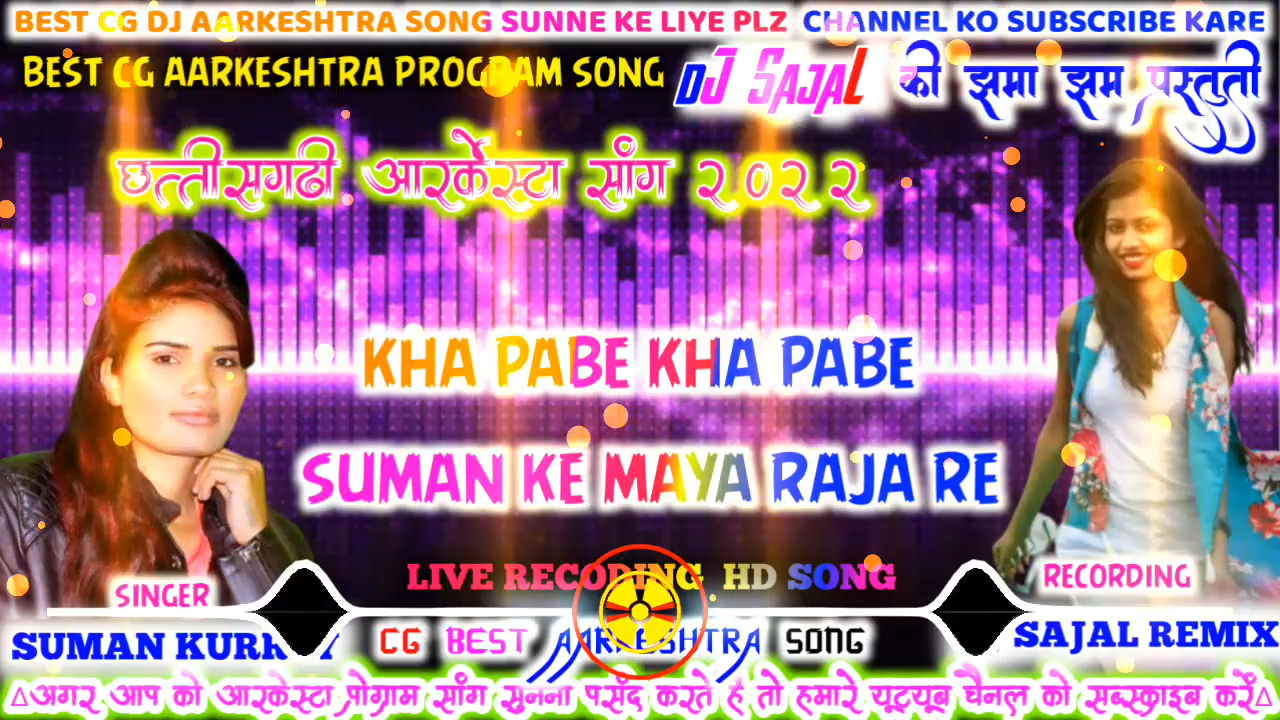 BEST CG DJ AARKESHTRA SONG SUNNE KE LIYE PLZ CHANNEL KO SUBSCRIBE KARE
BEST CG AARKESHTRA PROGRAM SONG DJ SAJAL की झमा झम प्रस्तुती
छत्तीसगढी आरर्केस्टा साँग २०२२
KHA PABE KHA PABE
SUMAN KE MAYA RAJA RE
LIVE RECODING HD SONG
SINGER
RECORDING
SUMAN
CG BEST AARKESHTRA SONG
SAJAL REMIX
∆अगर आप को आरकेस्टा प्रोग्राम साँग सुनना पसंद करते है तो हमारे यूट्यूब चैनल को सब्स्क्राइब करें∆